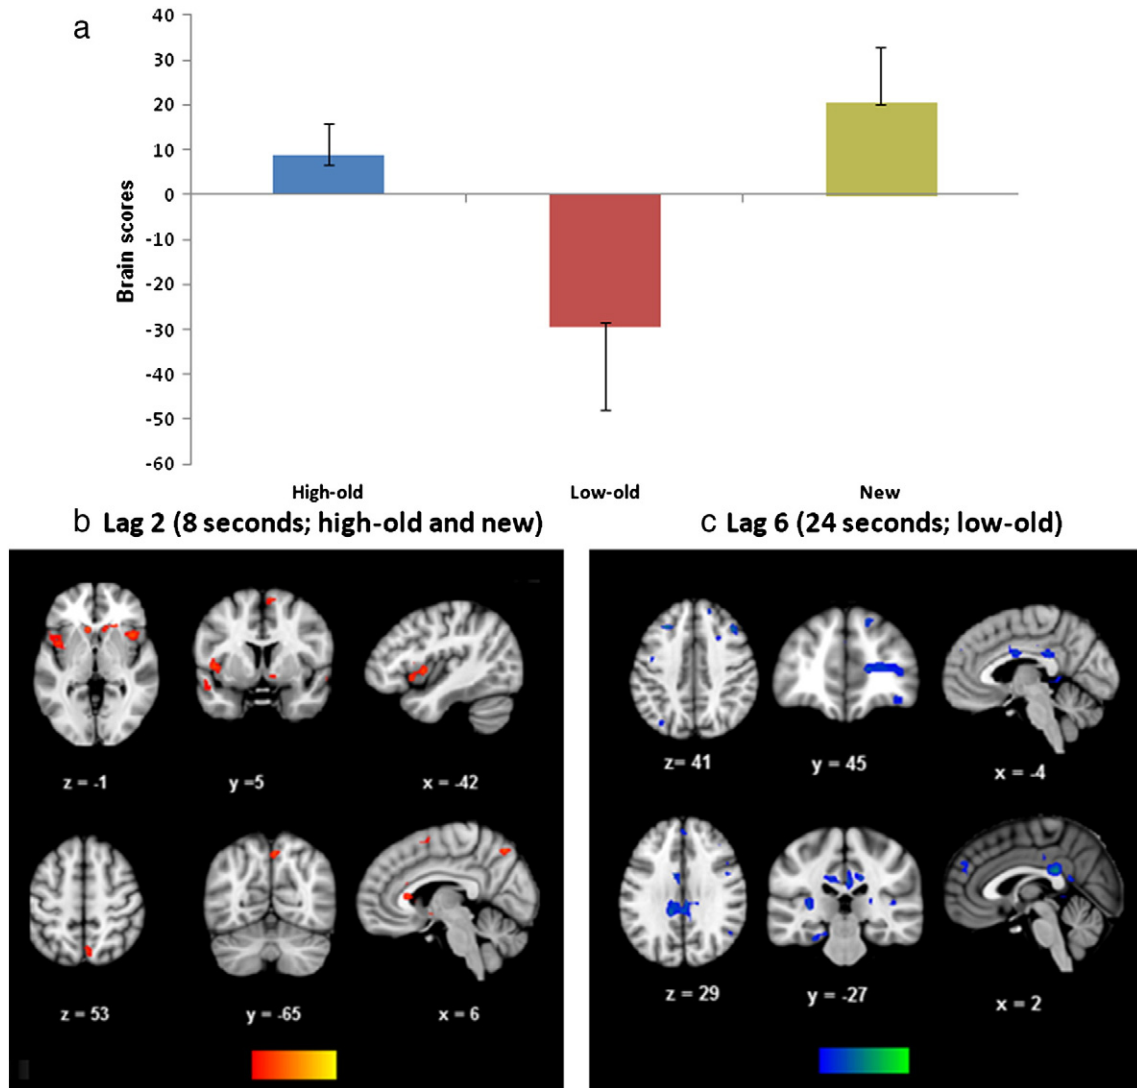 a
40
30
20
10
0
-10
-20
-30
-40
-50
-60
Brain scores
High-old Low-old New
b Lag 2 (8 seconds; high-old and new)
c Lag 6 (24 seconds; low-old)
z = -1 y =5 x = -42
z = 53 y = -65 x = 6
z= 41 y = 45 x = -4
z = 29 y = -27 x = 2